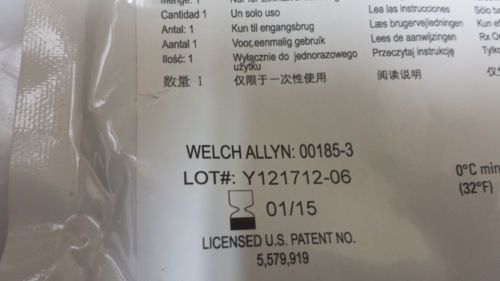 Cantidad 1 Un solo uso Lea las instrucciones
Antal: 1 Kun til engangsbrug Læs brugervejledningen
Aantal 1 Voor eenmalig gebruik Lees de aanwijzingen
Ilość: 1 Wyłącznie do jednorazowego Przeczytaj instrukcję
użytku
数量 1 仅限于一次性使用 阅读说明
WELCH ALLYN: 00185-3
LOT#: Y121712-06
0°C min
(32°F)
01/15
LICENSED U.S. PATENT NO.
5,579,919